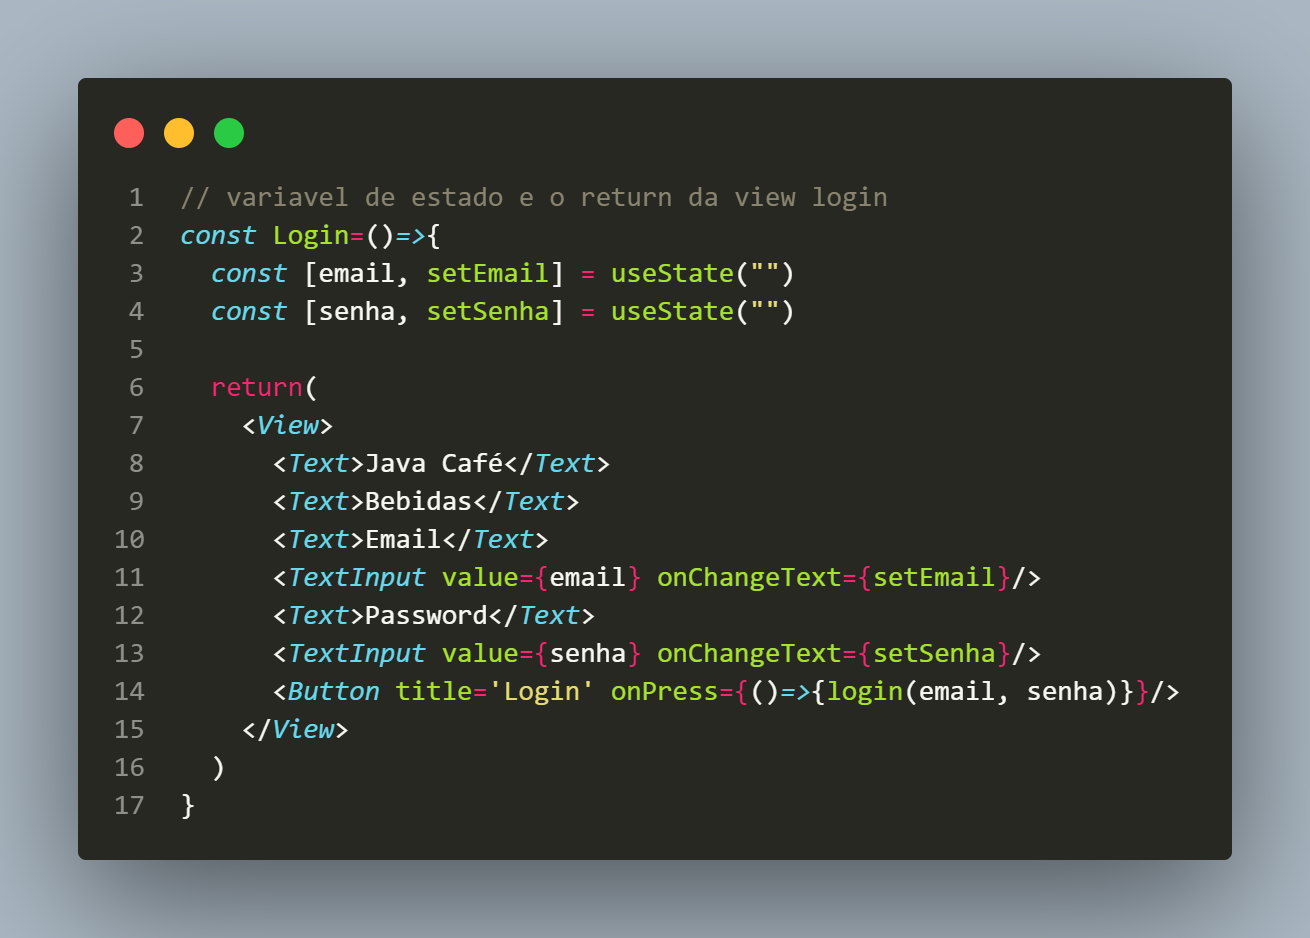 1 // variavel de estado e o return da view login
2 const Login=()=>{
3   const [email, setEmail] = useState("")
4   const [senha, setSenha] = useState("")
5
6   return(
7     <View>
8       <Text>Java Café</Text>
9       <Text>Bebidas</Text>
10       <Text>Email</Text>
11       <TextInput value={email} onChangeText={setEmail}/>
12       <Text>Password</Text>
13       <TextInput value={senha} onChangeText={setSenha}/>
14       <Button title='Login' onPress={()=>{login(email, senha)}}/>
15     </View>
16   )
17 }